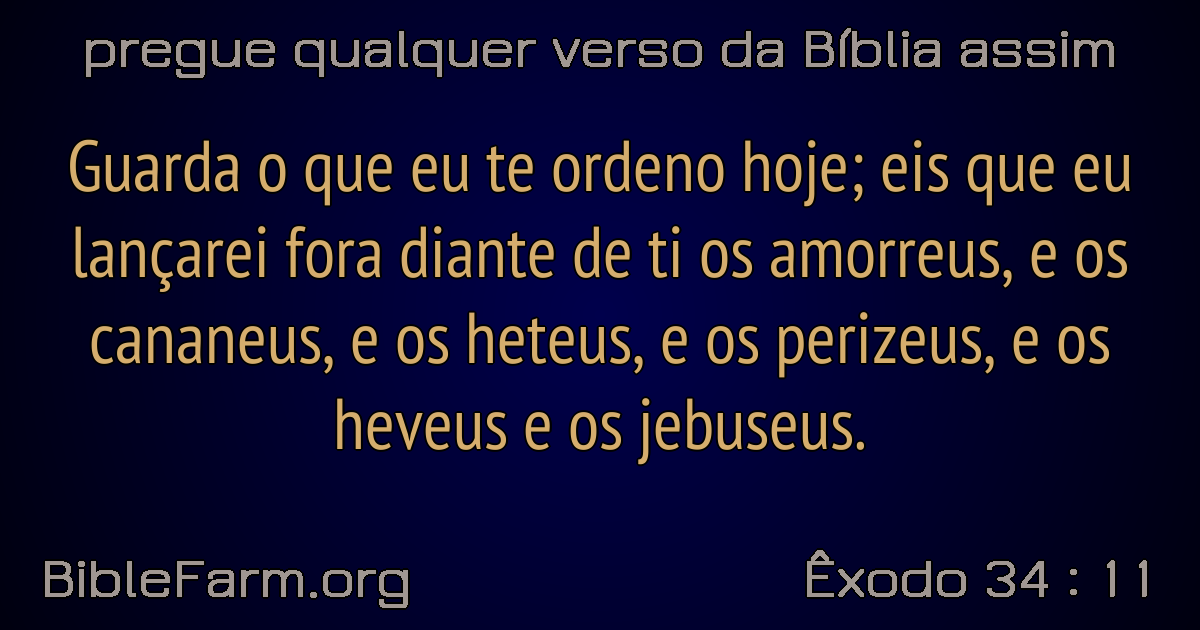 pregue qualquer verso da Bíblia assim
Guarda o que eu te ordeno hoje; eis que eu
lançarei fora diante de ti os amorreus, e os
cananeus, e os heteus, e os perizeus, e os
heveus e os jebuseus.
BibleFarm.org
Êxodo 34 : 11